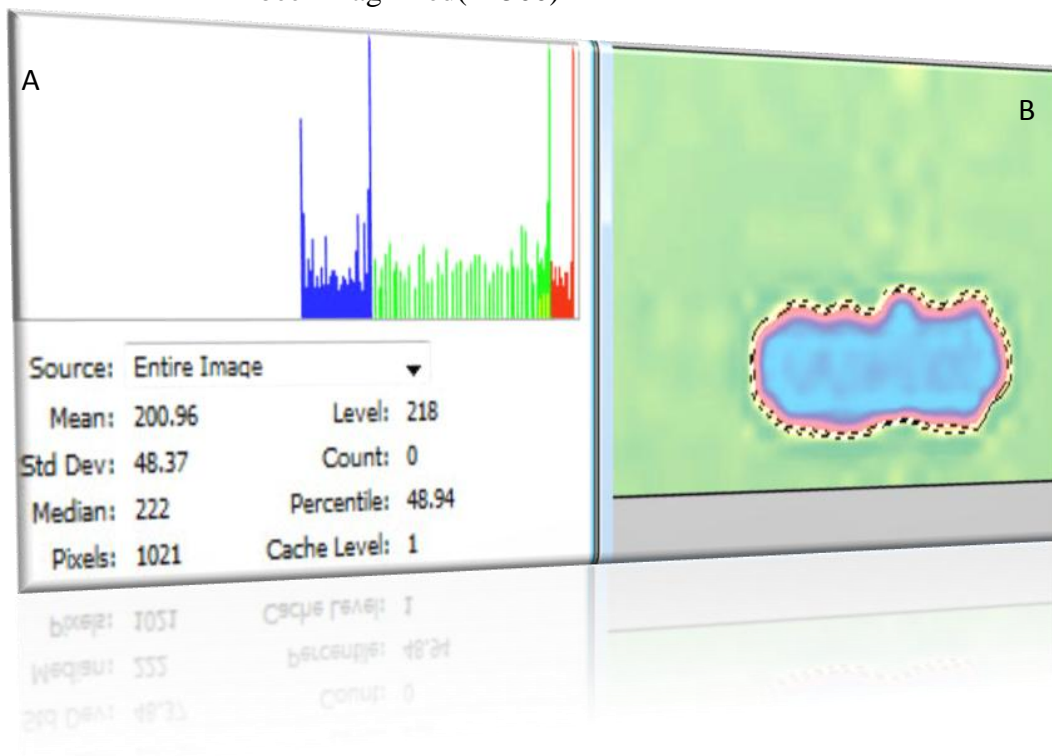 A
B
Source: Entire Image
Mean: 200.96 Level: 218
Std Dev: 48.37 Count: 0
Median: 222 Percentile: 48.94
Pixels: 1021 Cache Level: 1